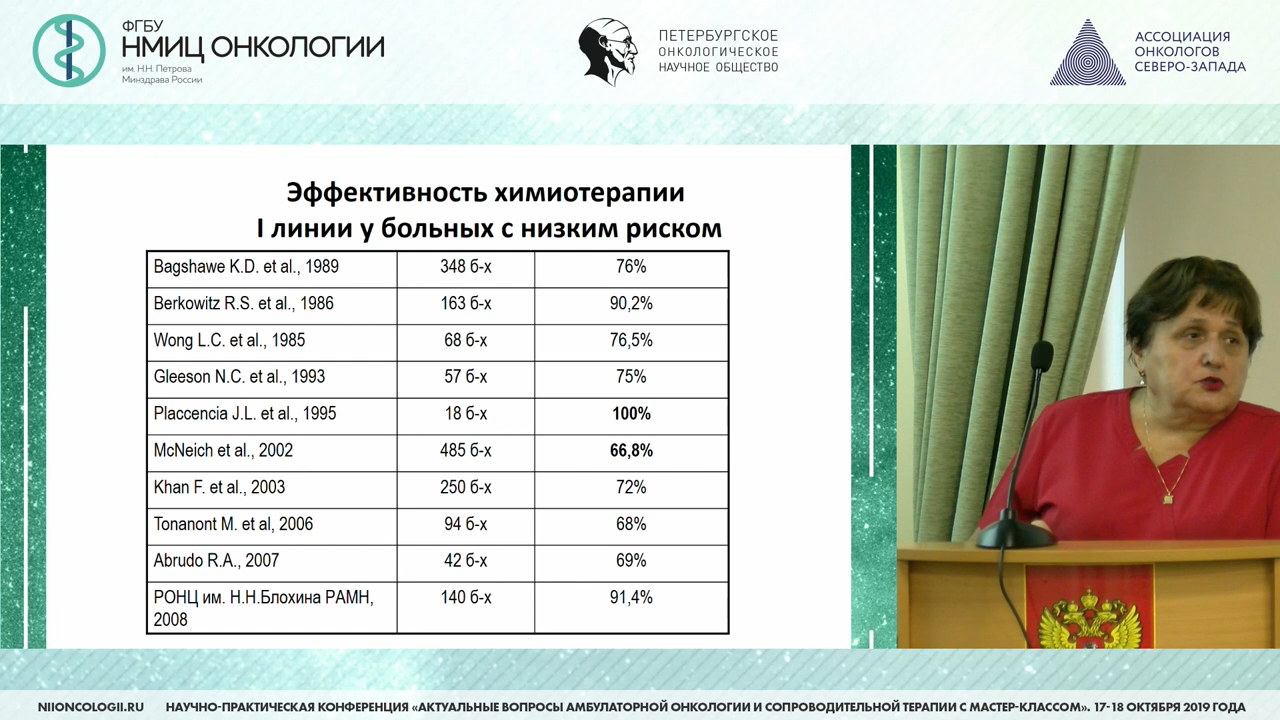 ФГБУ
НМИЦ ОНКОЛОГИИ
им. Н.Н. Петрова
Минздрава России
ПЕТЕРБУРГСКОЕ
ОНКОЛОГИЧЕСКОЕ
НАУЧНОЕ ОБЩЕСТВО
АССОЦИАЦИЯ
ОНКОЛОГОВ
СЕВЕРО-ЗАПАДА
Эффективность химиотерапии
I линии у больных с низким риском
Bagshawe K.D. et al., 1989 348 б-х 76%
Berkowitz R.S. et al., 1986 163 б-х 90,2%
Wong L.C. et al., 1985 68 б-х 76,5%
Gleeson N.C. et al., 1993 57 б-х 75%
Placcencia J.L. et al., 1995 18 б-х 100%
McNeich et al., 2002 485 б-х 66,8%
Khan F. et al., 2003 250 б-х 72%
Tonanont M. et al, 2006 94 б-х 68%
Abrudo R.A., 2007 42 б-х 69%
РОНЦ им. Н.Н.Блохина РАМН, 140 б-х 91,4%
2008
NIIONCOLOGII.RU НАУЧНО-ПРАКТИЧЕСКАЯ КОНФЕРЕНЦИЯ «АКТУАЛЬНЫЕ ВОПРОСЫ АМБУЛАТОРНОЙ ОНКОЛОГИИ И СОПРОВОДИТЕЛЬНОЙ ТЕРАПИИ С МАСТЕР-КЛАССОМ». 17-18 ОКТЯБРЯ 2019 ГОДА